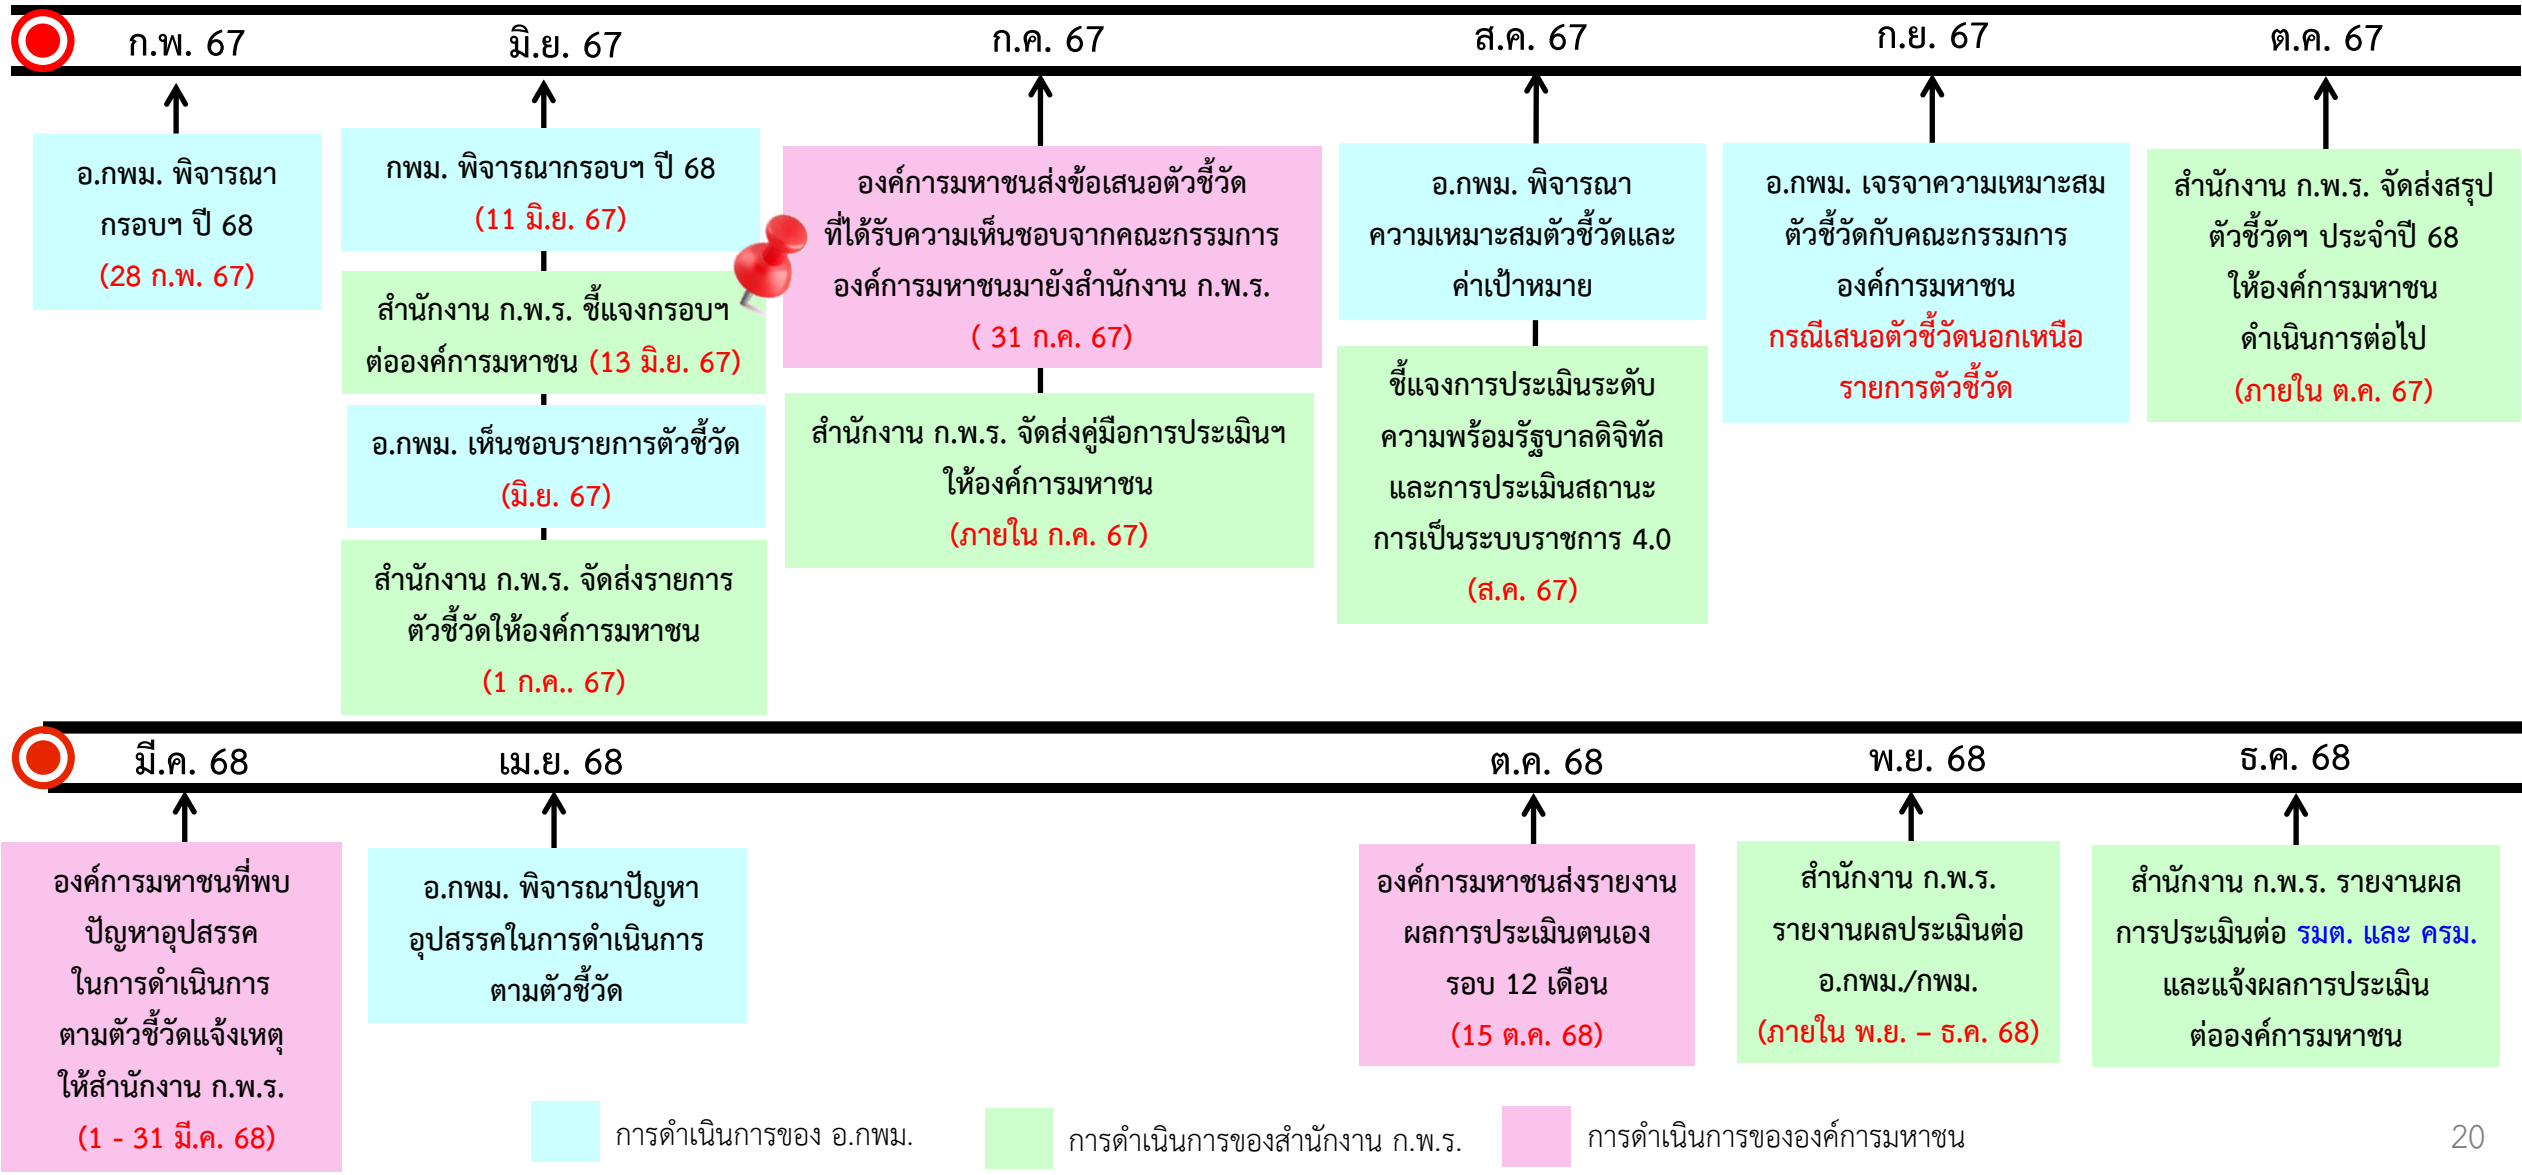 ก.พ. 67
มิ.ย. 67
ก.ค. 67
ส.ค. 67
ก.ย. 67
ต.ค. 67
อ.กพม. พิจารณา
กรอบฯ ปี 68
(28 ก.พ. 67)
กพม. พิจารณากรอบฯ ปี 68
(11 มิ.ย. 67)
สำนักงาน ก.พ.ร. ชี้แจงกรอบฯ
ต่อองค์การมหาชน (13 มิ.ย. 67)
อ.กพม. เห็นชอบรายการตัวชี้วัด
(มิ.ย. 67)
สำนักงาน ก.พ.ร. จัดส่งรายการ
ตัวชี้วัดให้องค์การมหาชน
(1 ก.ค.. 67)
องค์การมหาชนส่งข้อเสนอตัวชี้วัด
ที่ได้รับความเห็นชอบจากคณะกรรมการ
องค์การมหาชนมายังสำนักงาน ก.พ.ร.
( 31 ก.ค. 67)
สำนักงาน ก.พ.ร. จัดส่งคู่มือการประเมินฯ
ให้องค์การมหาชน
(ภายใน ก.ค. 67)
อ.กพม. พิจารณา
ความเหมาะสมตัวชี้วัดและ
ค่าเป้าหมาย
ชี้แจงการประเมินระดับ
ความพร้อมรัฐบาลดิจิทัล
และการประเมินสถานะ
การเป็นระบบราชการ 4.0
(ส.ค. 67)
อ.กพม. เจรจาความเหมาะสม
ตัวชี้วัดกับคณะกรรมการ
องค์การมหาชน
กรณีเสนอตัวชี้วัดนอกเหนือ
รายการตัวชี้วัด
สำนักงาน ก.พ.ร. จัดส่งสรุป
ตัวชี้วัดฯ ประจำปี 68
ให้องค์การมหาชน
ดำเนินการต่อไป
(ภายใน ต.ค. 67)
มี.ค. 68
เม.ย. 68
ต.ค. 68
พ.ย. 68
ธ.ค. 68
องค์การมหาชนที่พบ
ปัญหาอุปสรรค
ในการดำเนินการ
ตามตัวชี้วัดแจ้งเหตุ
ให้สำนักงาน ก.พ.ร.
(1 - 31 มี.ค. 68)
อ.กพม. พิจารณาปัญหา
อุปสรรคในการดำเนินการ
ตามตัวชี้วัด
องค์การมหาชนส่งรายงาน
ผลการประเมินตนเอง
รอบ 12 เดือน
(15 ต.ค. 68)
สำนักงาน ก.พ.ร.
รายงานผลประเมินต่อ
อ.กพม./กพม.
(ภายใน พ.ย. – ธ.ค. 68)
สำนักงาน ก.พ.ร. รายงานผล
การประเมินต่อ รมต. และ ครม.
และแจ้งผลการประเมิน
ต่อองค์การมหาชน
การดำเนินการของ อ.กพม.
การดำเนินการของสำนักงาน ก.พ.ร.
การดำเนินการขององค์การมหาชน
20